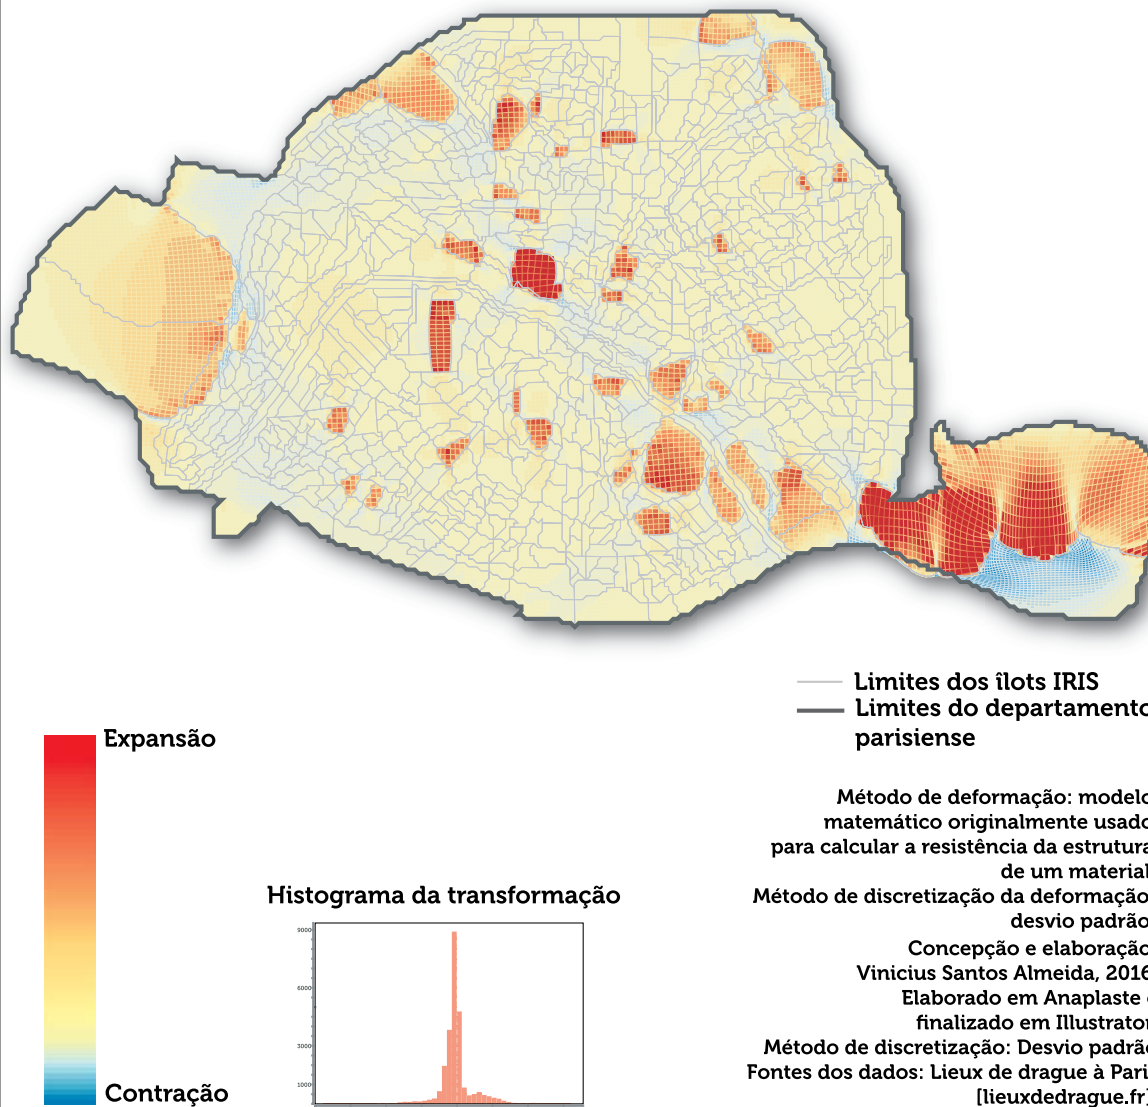 Limites dos îlots IRIS
Limites do departamento
parisiense
Expansão
Contração
Histograma da transformação
9000
6000
3000
1000
Método de deformação: modelo
matemático originalmente usado
para calcular a resistência da estrutura
de um material
Método de discretização da deformação
desvio padrão
Concepção e elaboração
Vinicius Santos Almeida, 2016
Elaborado em Anaplaste e
finalizado em Illustrator
Método de discretização: Desvio padrão
Fontes dos dados: Lieux de drague à Pari
[lieuxdedrague.fr]